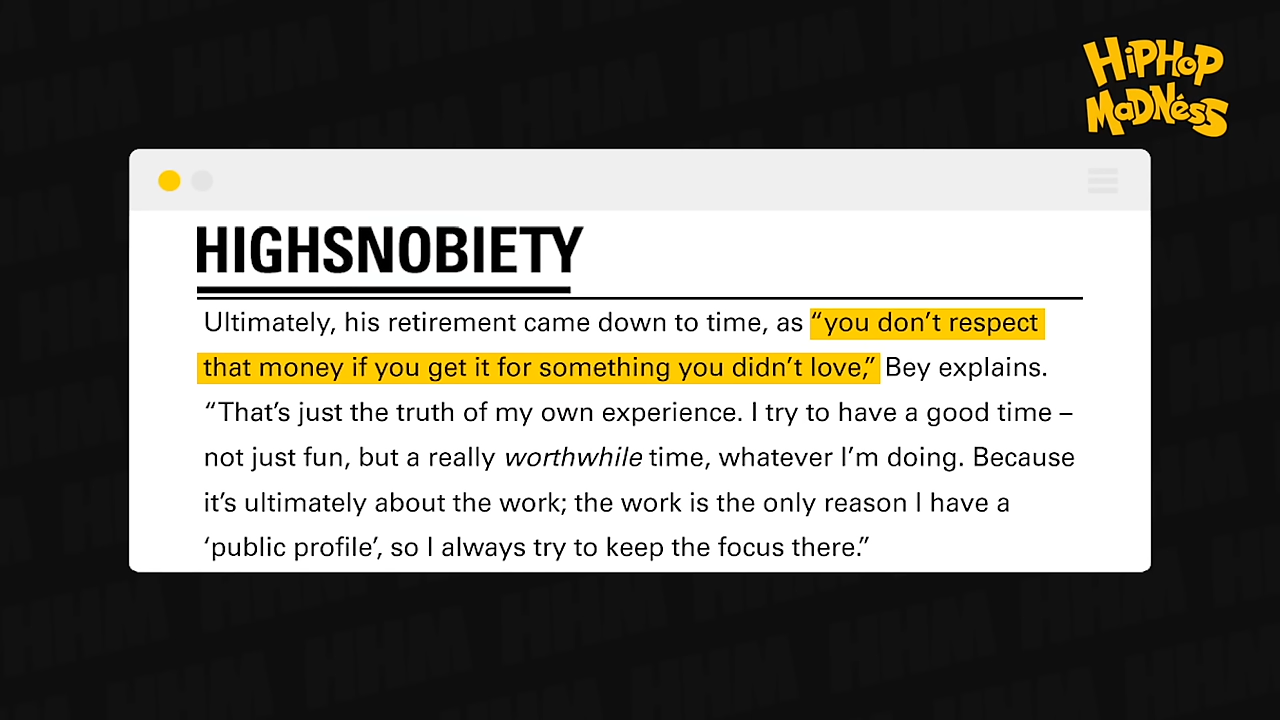 HiPHoP
MaDNéss
HIGHSNOBIETY
Ultimately, his retirement came down to time, as “you don’t respect
that money if you get it for something you didn’t love,” Bey explains.
“That’s just the truth of my own experience. I try to have a good time –
not just fun, but a really worthwhile time, whatever I’m doing. Because
it’s ultimately about the work; the work is the only reason I have a
‘public profile’, so I always try to keep the focus there.”